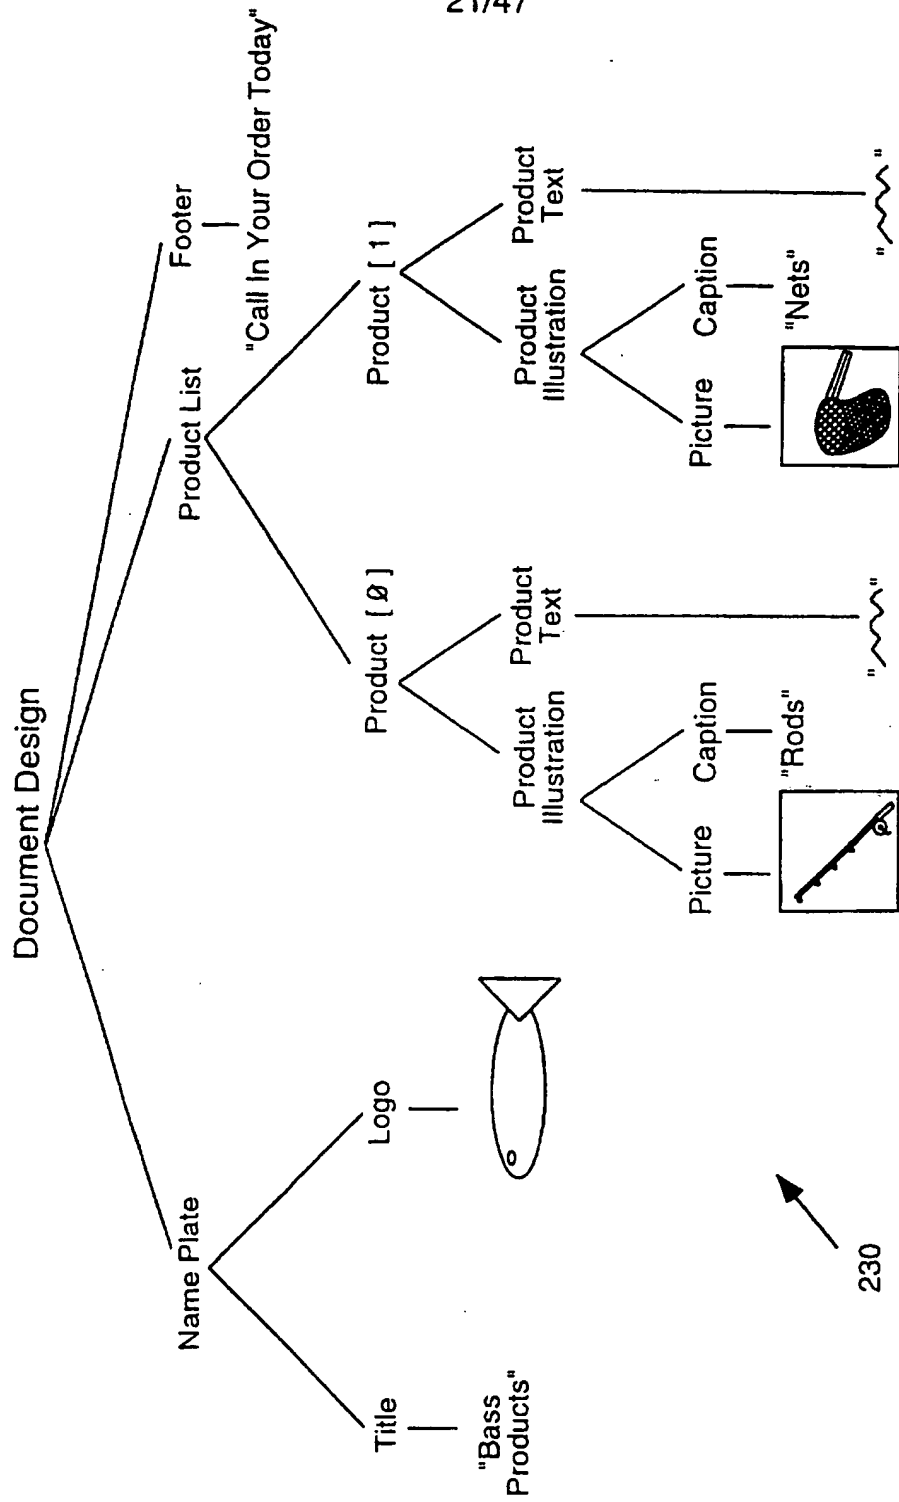 21/47
Document Design
Name Plate
Product List
Footer
"Call In Your Order Today"
Title
Logo
Product [Ø]
Product [1]
"Bass
Products"
Product
Illustration
Product
Text
Product
Illustration
Product
Text
Picture
Caption
Picture
Caption
"Rods"
"Nets"
230